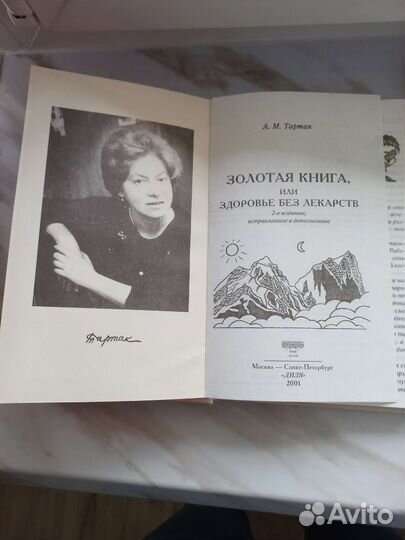 Тартак
А. М. Тартак
ЗОЛОТАЯ КНИГА,
ИЛИ
ЗДОРОВЬЕ БЕЗ ЛЕКАРСТВ
2-е издание,
исправленное и дополненное
Москва — Санкт-Петербург
«ДИЛЯ»
2001
Avito